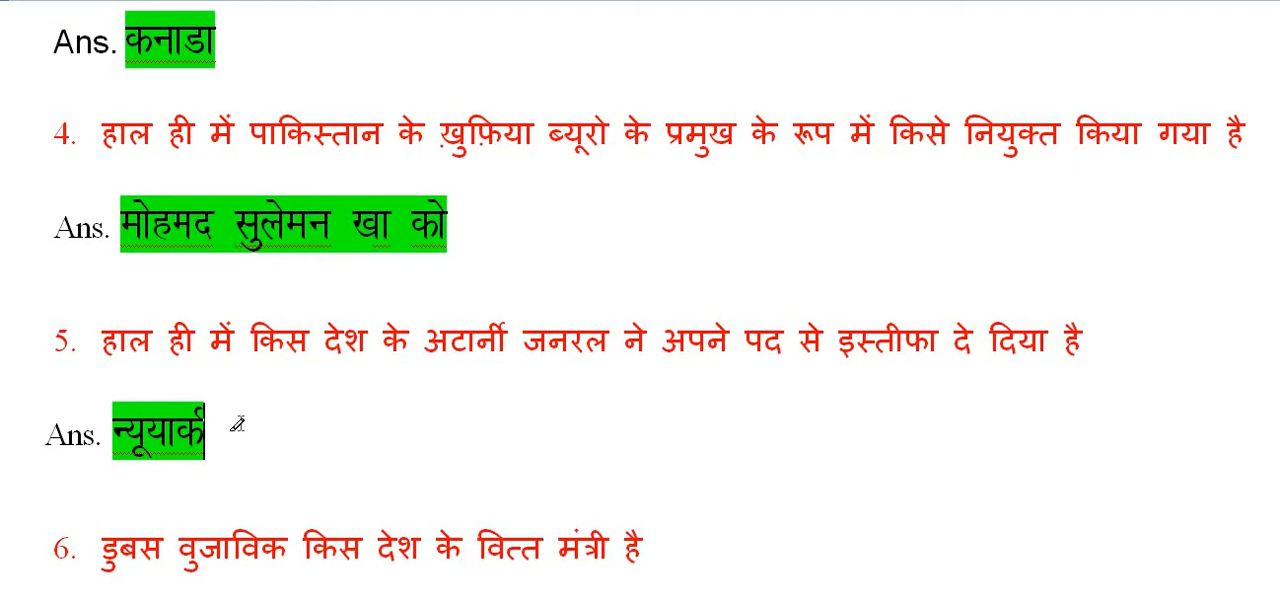 Ans. कनाडा
4. हाल ही में पाकिस्तान के ख़ुफ़िया ब्यूरो के प्रमुख के रूप में किसे नियुक्त किया गया है
Ans. मोहमद सुलेमन खा को
5. हाल ही में किस देश के अटार्नी जनरल ने अपने पद से इस्तीफा दे दिया है
Ans. न्यूयार्क
6. डुबस वुजाविक किस देश के वित्त मंत्री है